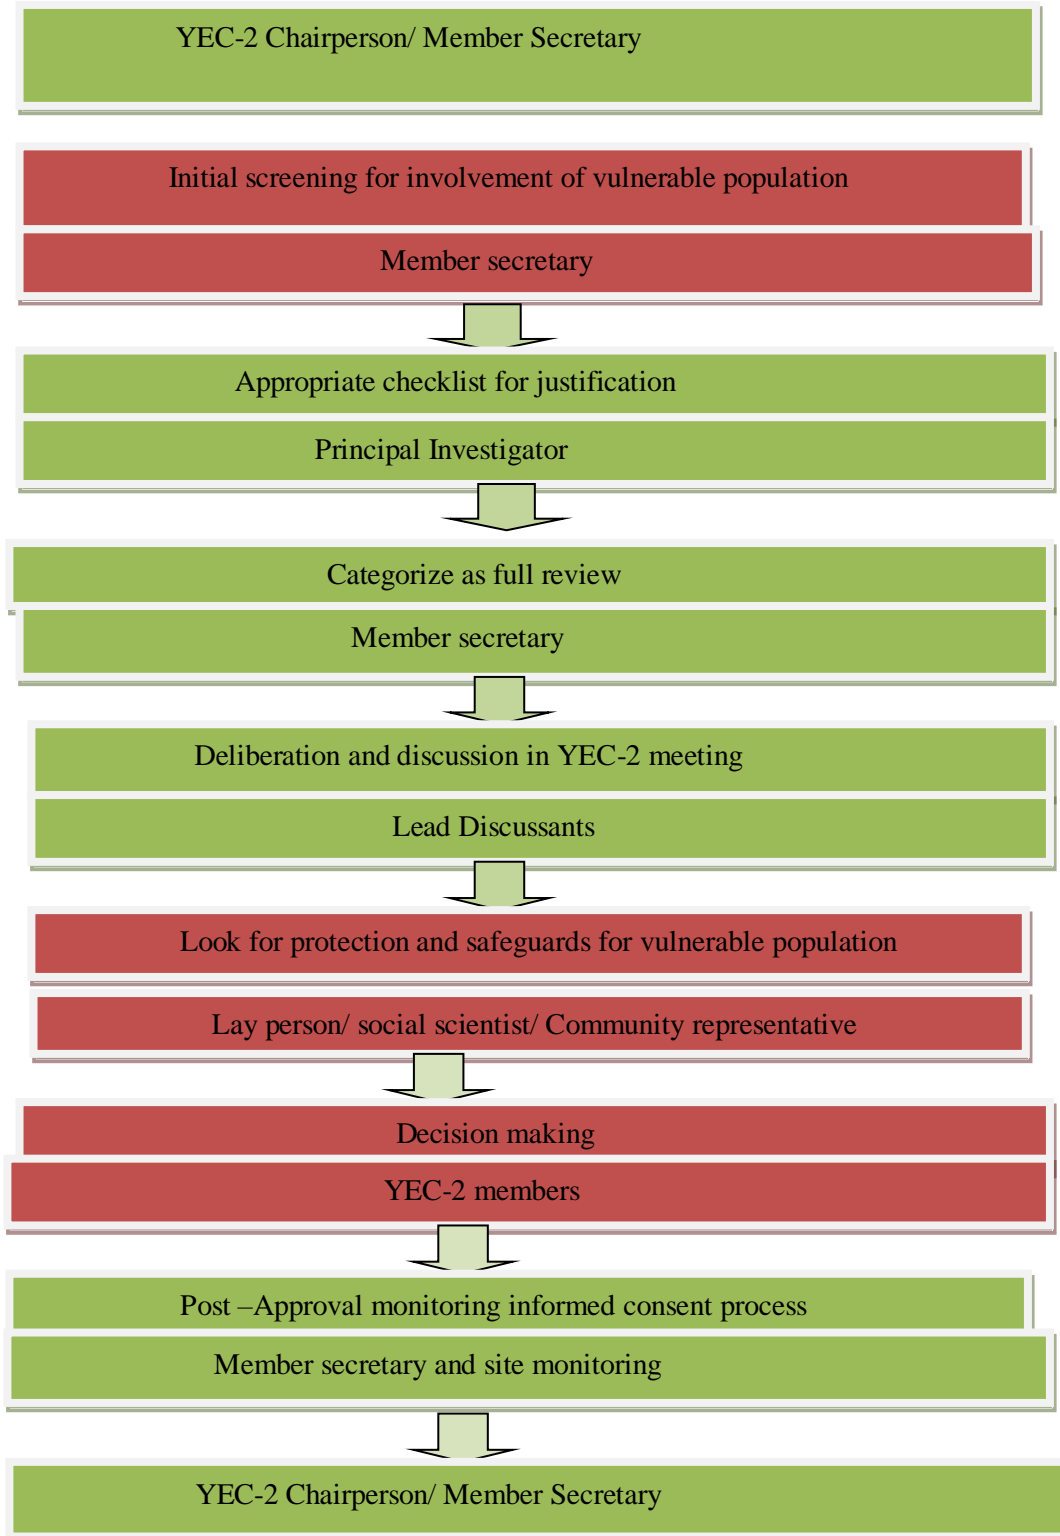 YEC-2 Chairperson/ Member Secretary
Initial screening for involvement of vulnerable population
Member secretary
Appropriate checklist for justification
Principal Investigator
Categorize as full review
Member secretary
Deliberation and discussion in YEC-2 meeting
Lead Discussants
Look for protection and safeguards for vulnerable population
Lay person/ social scientist/ Community representative
Decision making
YEC-2 members
Post –Approval monitoring informed consent process
Member secretary and site monitoring
YEC-2 Chairperson/ Member Secretary